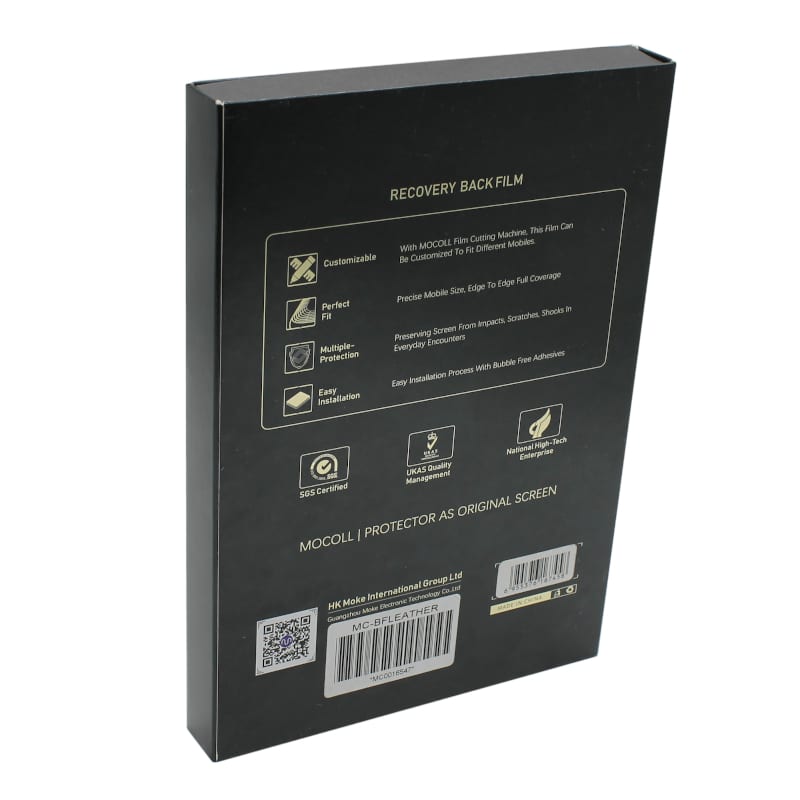 RECOVERY BACK FILM
Customizable
With MOCOLL Film Cutting Machine, This Film Can
Be Customized To Fit Different Mobiles.
Perfect
Fit
Precise Mobile Size, Edge To Edge Full Coverage
Multiple-
Protection
Preserving Screen From Impacts, Scratches, Shocks In
Everyday Encounters
Easy
Installation
Easy Installation Process With Bubble Free Adhesives
SGS
SGS Certified
UKAS
UKAS Quality
Management
National High-Tech
Enterprise
MOCOLL | PROTECTOR AS ORIGINAL SCREEN
HK Moke International Group Ltd
Guangzhou Moke Electronic Technology Co.,Ltd
MC-BFLEATHER
*MC0016547*
MADE IN CHINA